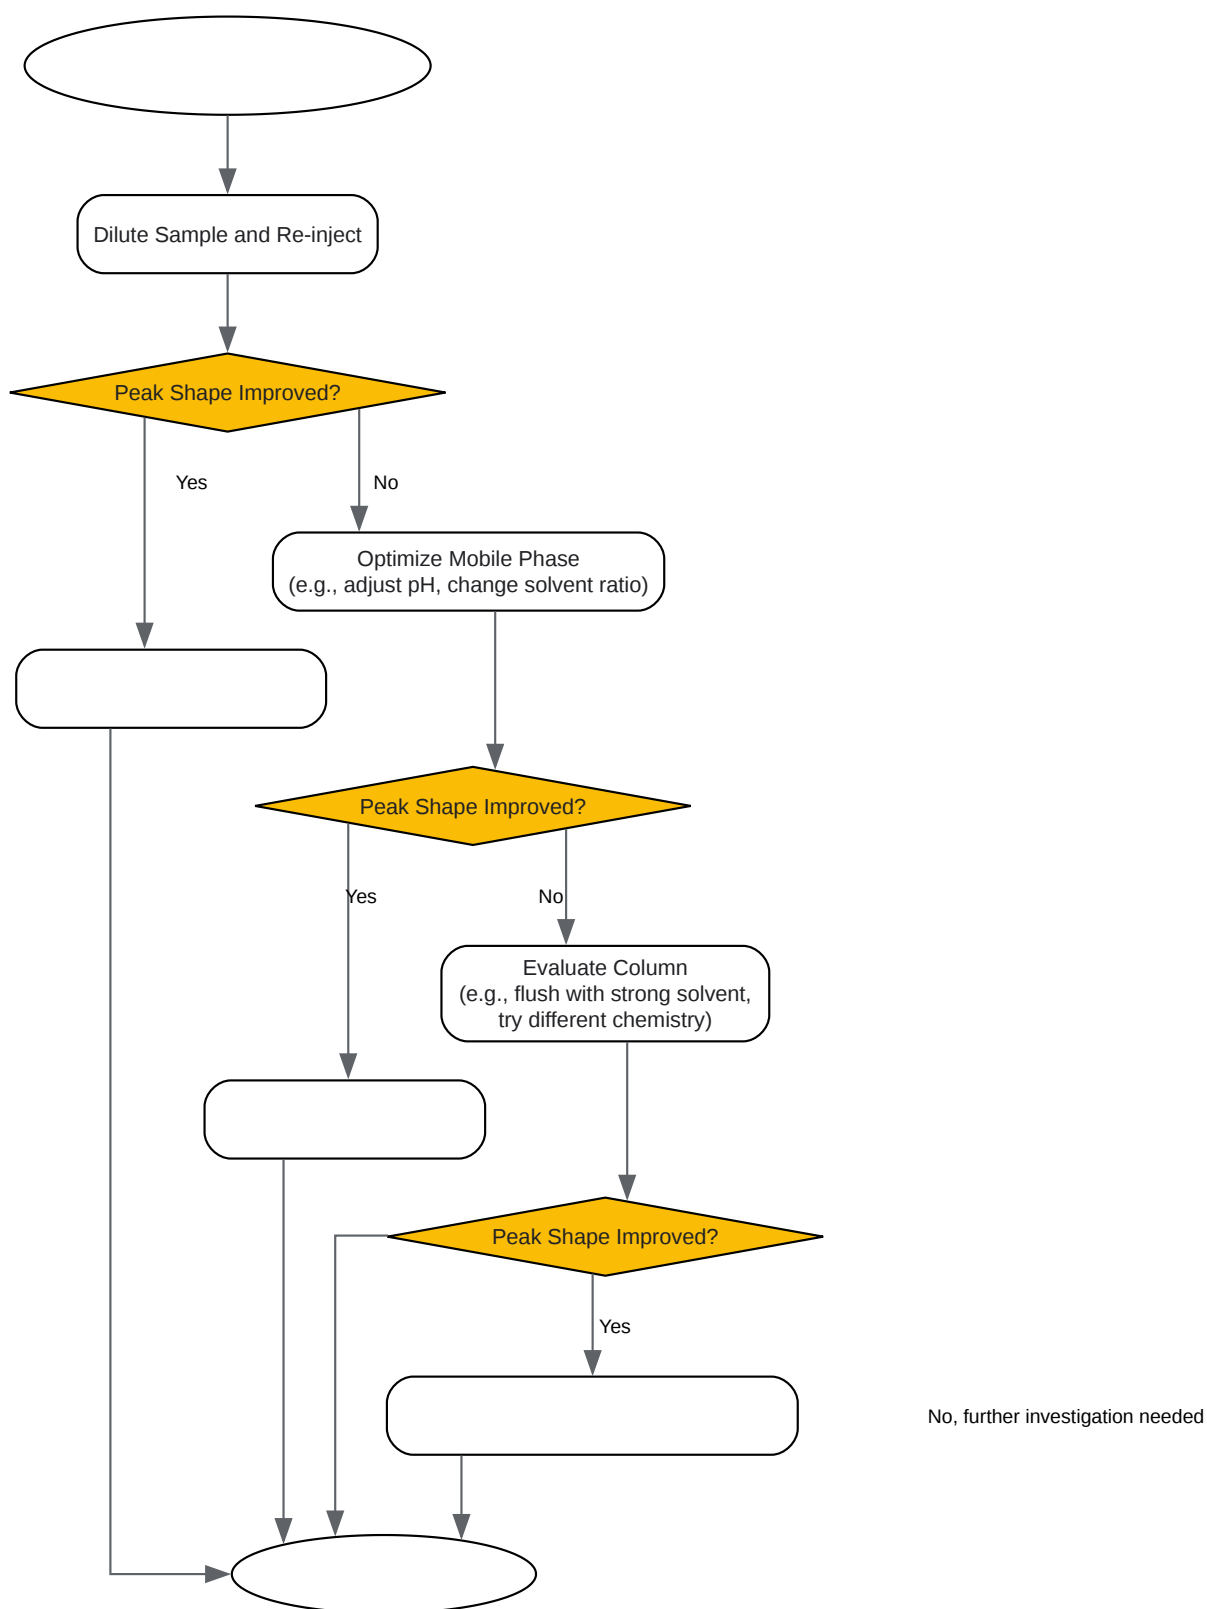 Dilute Sample and Re-inject
Peak Shape Improved?
Yes
No
Optimize Mobile Phase
(e.g., adjust pH, change solvent ratio)
Peak Shape Improved?
Yes
No
Evaluate Column
(e.g., flush with strong solvent,
try different chemistry)
Peak Shape Improved?
Yes
No, further investigation needed